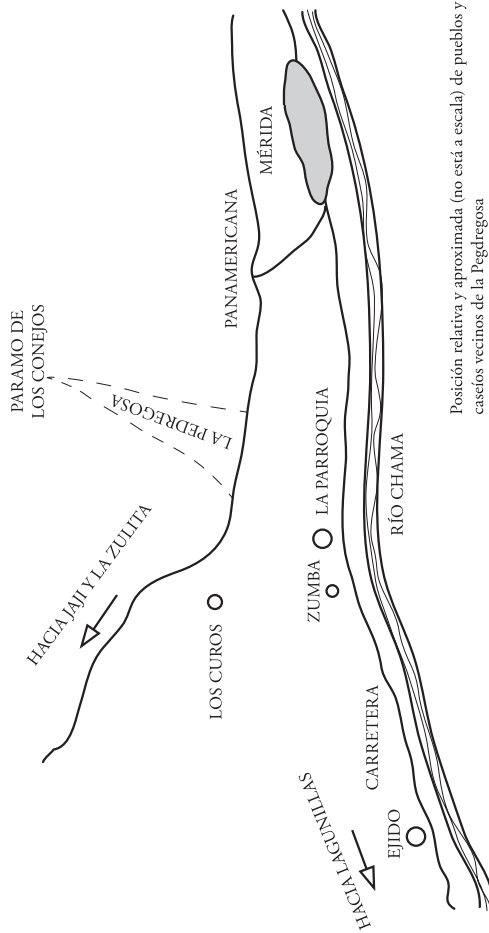 PARAMO DE
LOS CONEJOS
LA PEDREGOSA
HACIA JAJI Y LA ZULITA
PANAMERICANA
MÉRIDA
LOS CUROS
ZUMBA
LA PARROQUIA
HACIA LAGUNILLAS
EJIDO
CARRETERA
RÍO CHAMA
Posición relativa y aproximada (no está a escala) de pueblos y
caseíos vecinos de la Pegdregosa